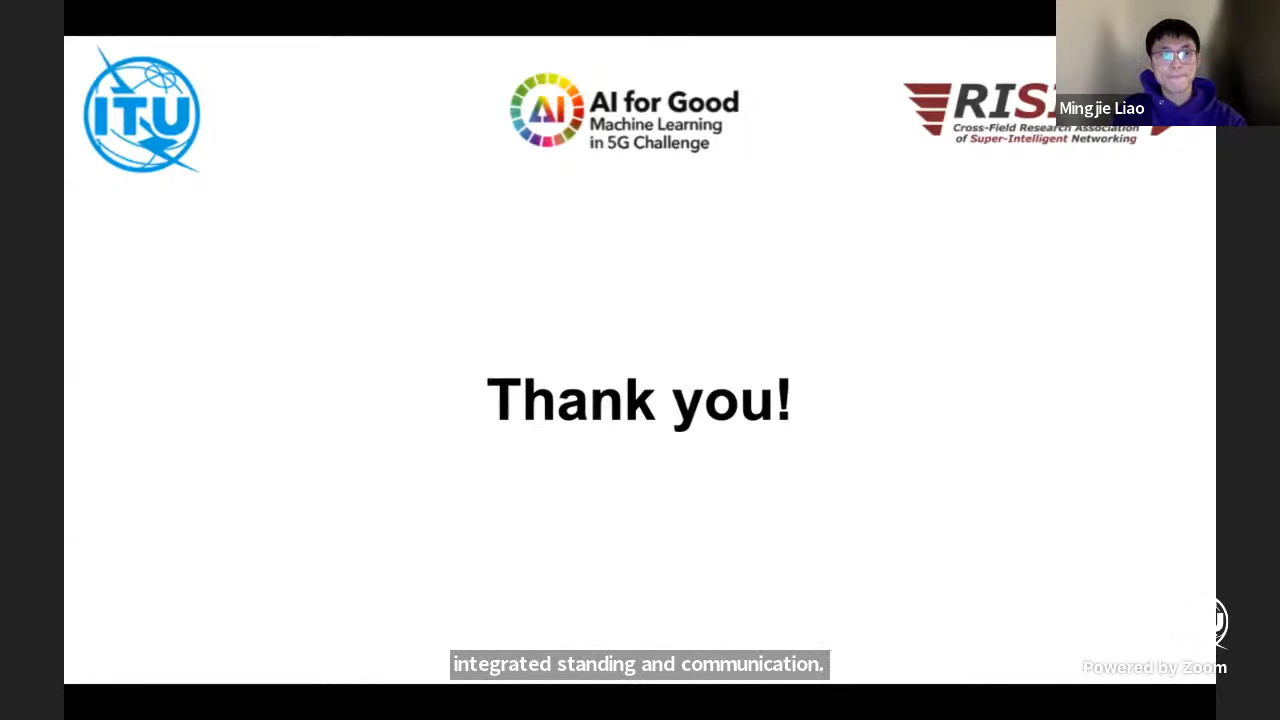 ITU
AI
AI for Good
Machine Learning
in 5G Challenge
Cross-Field Research Association
of Super-Intelligent Networking
Mingjie Liao
Thank you!
integrated standing and communication.
Powered by Zoom